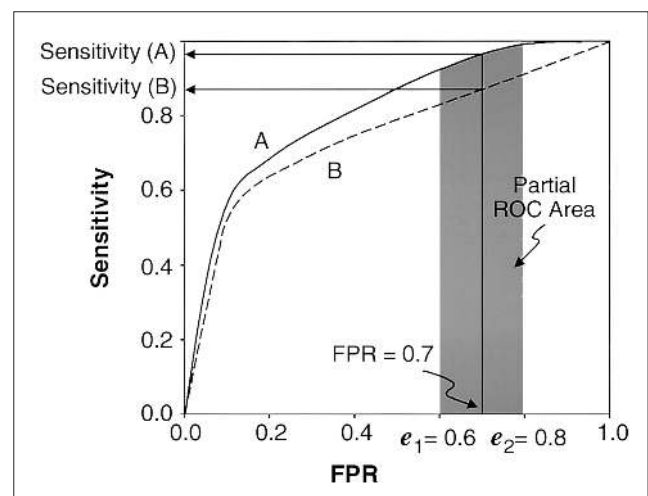 Sensitivity (A)
Sensitivity (B)
0.8
0.6
0.4
0.2
0.0
Sensitivity
A
B
Partial
ROC Area
FPR = 0.7
0.0
0.2
0.4
e1= 0.6
e2= 0.8
1.0
FPR